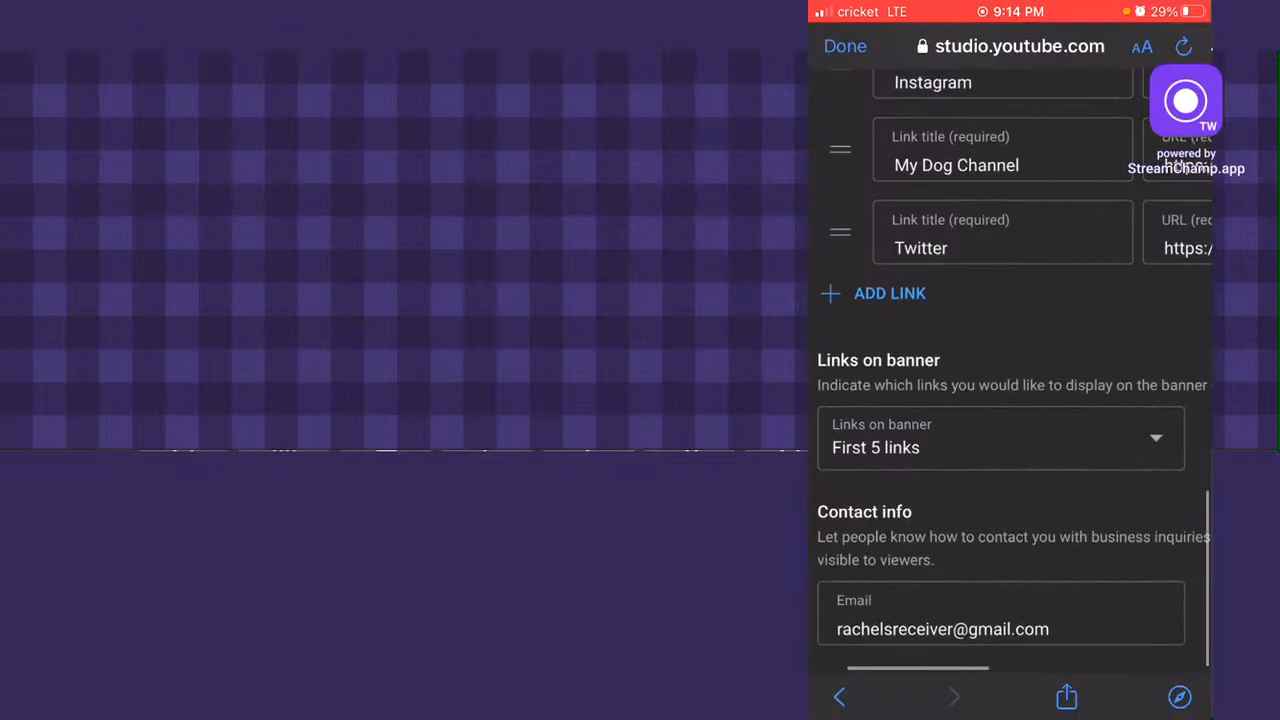 cricket LTE 9:14 PM 29%
Done studio.youtube.com AA
Instagram
TW
powered by
StreamChamp.app
Link title (required)
My Dog Channel
Link title (required) URL (rec
Twitter https:/
ADD LINK
Links on banner
Indicate which links you would like to display on the banner
Links on banner
First 5 links
Contact info
Let people know how to contact you with business inquiries
visible to viewers.
Email
rachelsreceiver@gmail.com